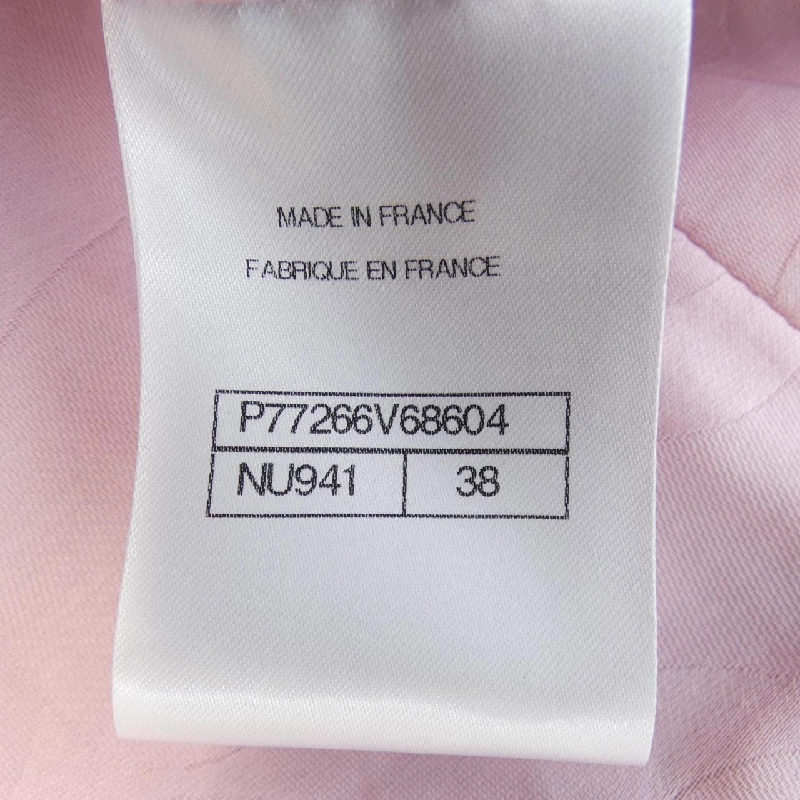 MADE IN FRANCE
FABRIQUE EN FRANCE
P77266V68604
NU941 38